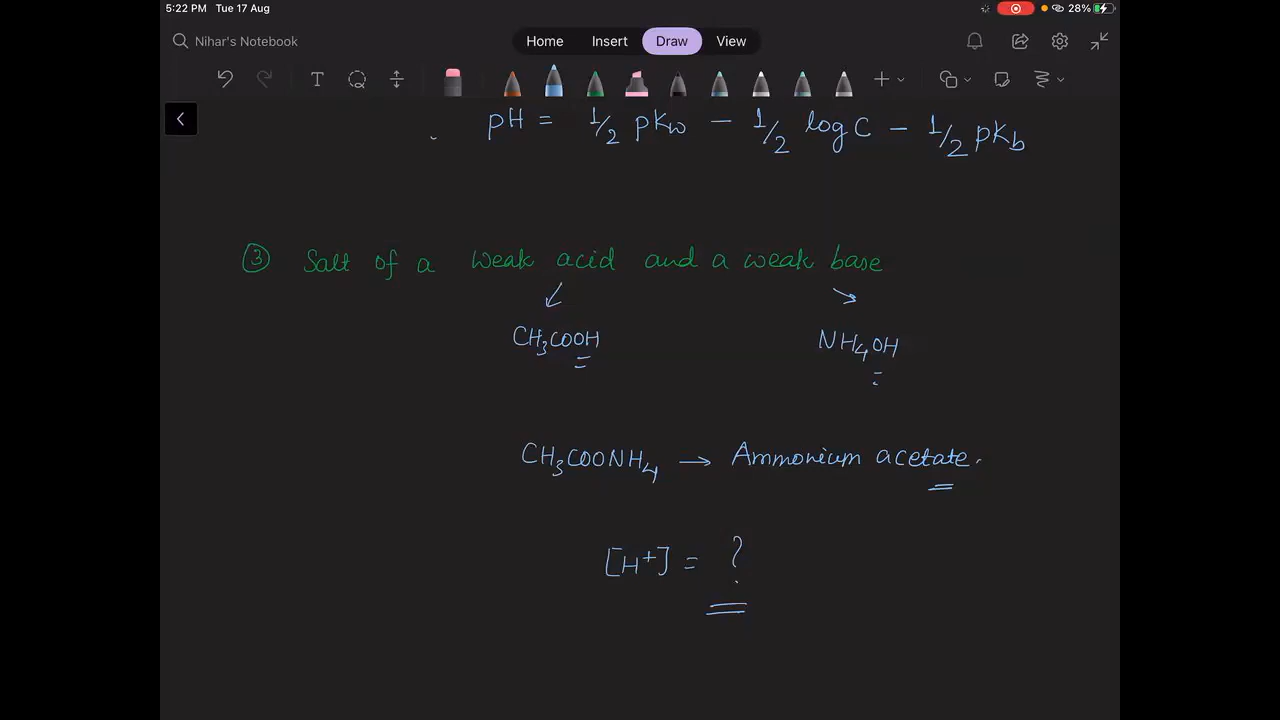 5:22 PM Tue 17 Aug 28%
Nihar's Notebook Home Insert Draw View
pH = 1/2 pKw - 1/2 log C - 1/2 pKb
③ Salt of a weak acid and a weak base
CH₃COOH NH₄OH
CH₃COONH₄ → Ammonium acetate.
[H⁺] = ?